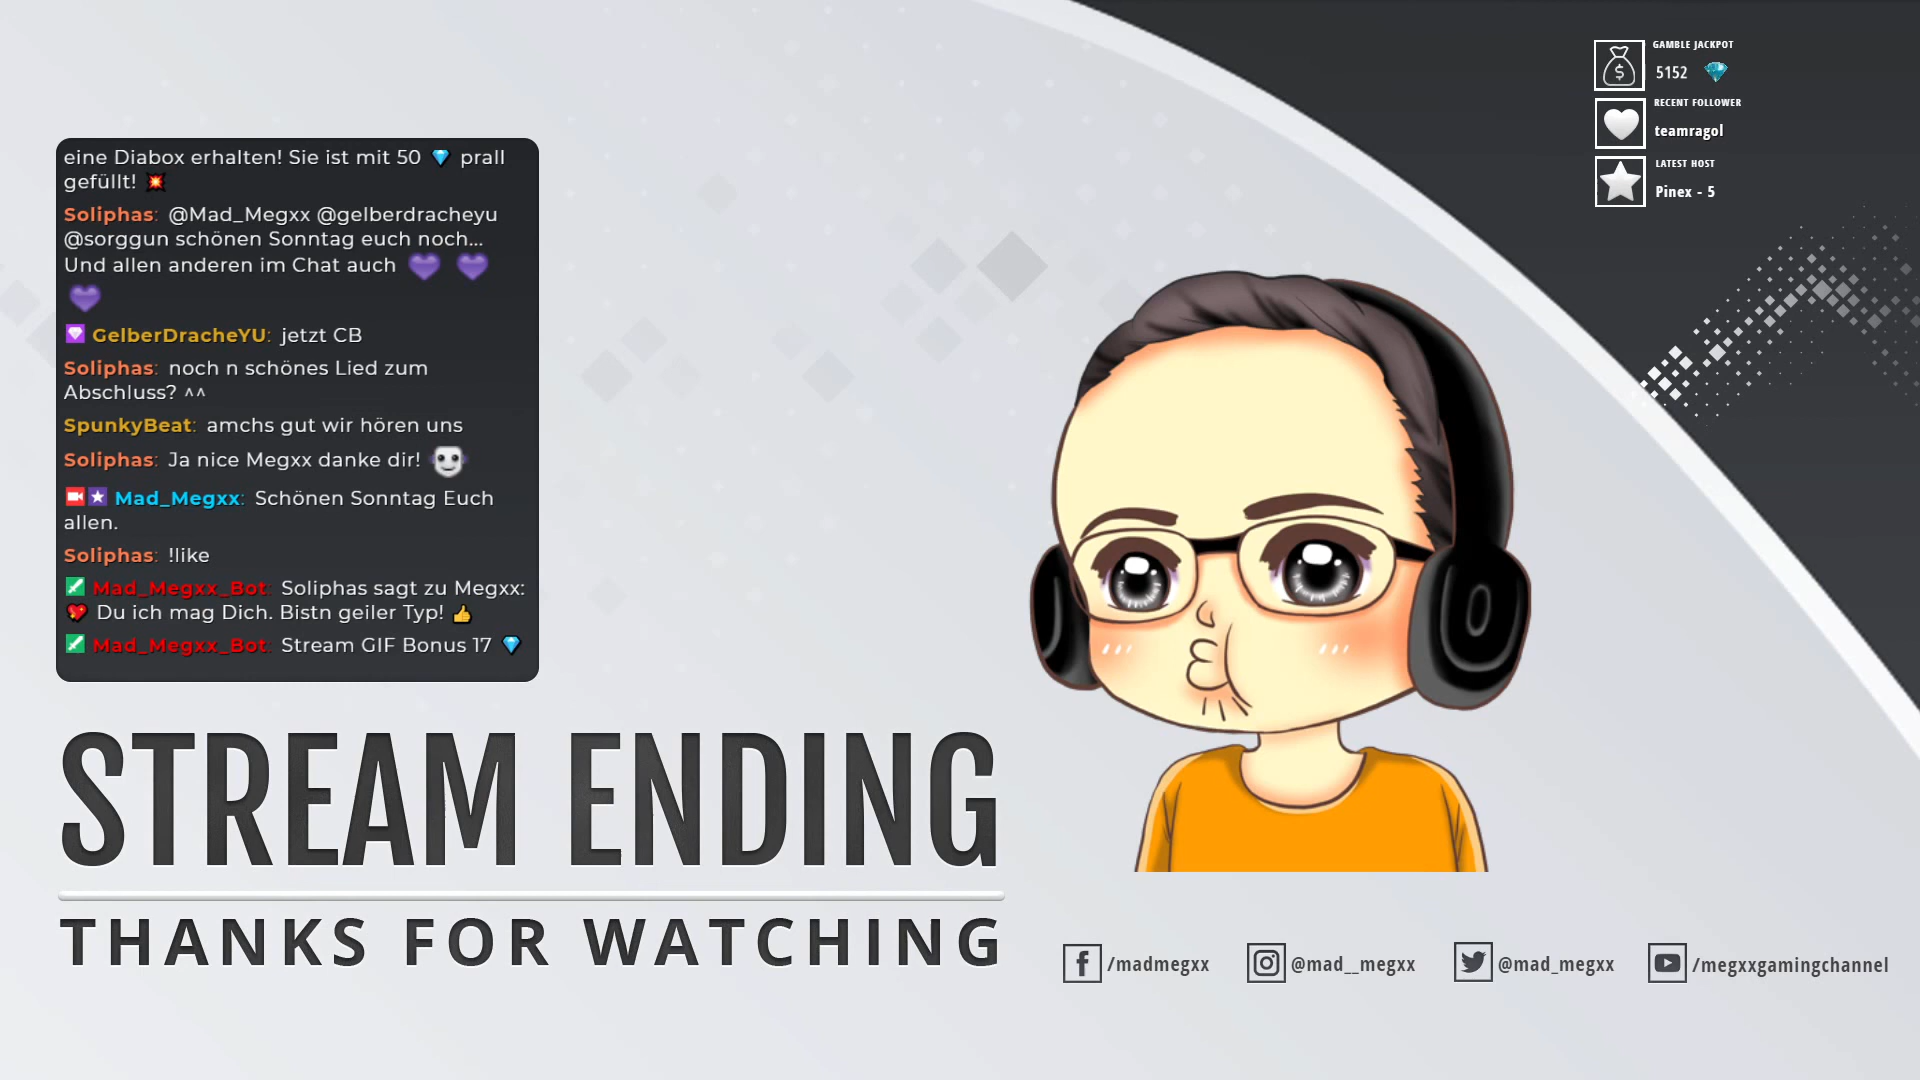 GAMBLE JACKPOT
5152
RECENT FOLLOWER
teamragol
LATEST HOST
Pinex - 5
eine Diabox erhalten! Sie ist mit 50 💎 prall
gefüllt! 💥
Soliphas: @Mad_Megxx @gelberdracheyu
@sorggun schönen Sonntag euch noch...
Und allen anderen im Chat auch 💜 💜
💜
GelberDracheYU: jetzt CB
Soliphas: noch n schönes Lied zum
Abschluss? ^^
SpunkyBeat: amchs gut wir hören uns
Soliphas: Ja nice Megxx danke dir!
Mad_Megxx: Schönen Sonntag Euch
allen.
Soliphas: !like
Mad_Megxx_Bot: Soliphas sagt zu Megxx:
💖 Du ich mag Dich. Bistn geiler Typ! 👍
Mad_Megxx_Bot: Stream GIF Bonus 17 💎
STREAM ENDING
THANKS FOR WATCHING
/madmegxx
@mad__megxx
@mad_megxx
/megxxgamingchannel